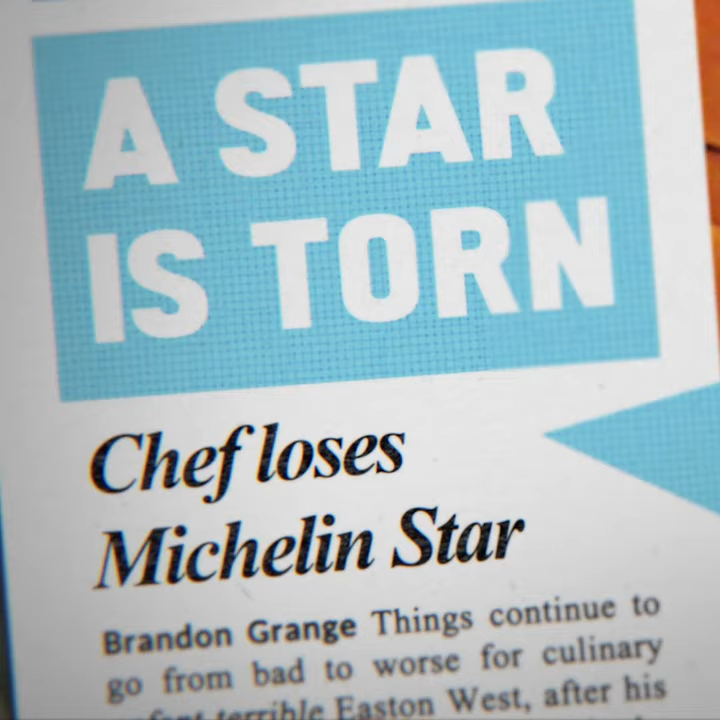 A STAR
IS TORN
Chef loses
Michelin Star
Brandon Grange Things continue to
go from bad to worse for culinary
terrible Easton West, after his